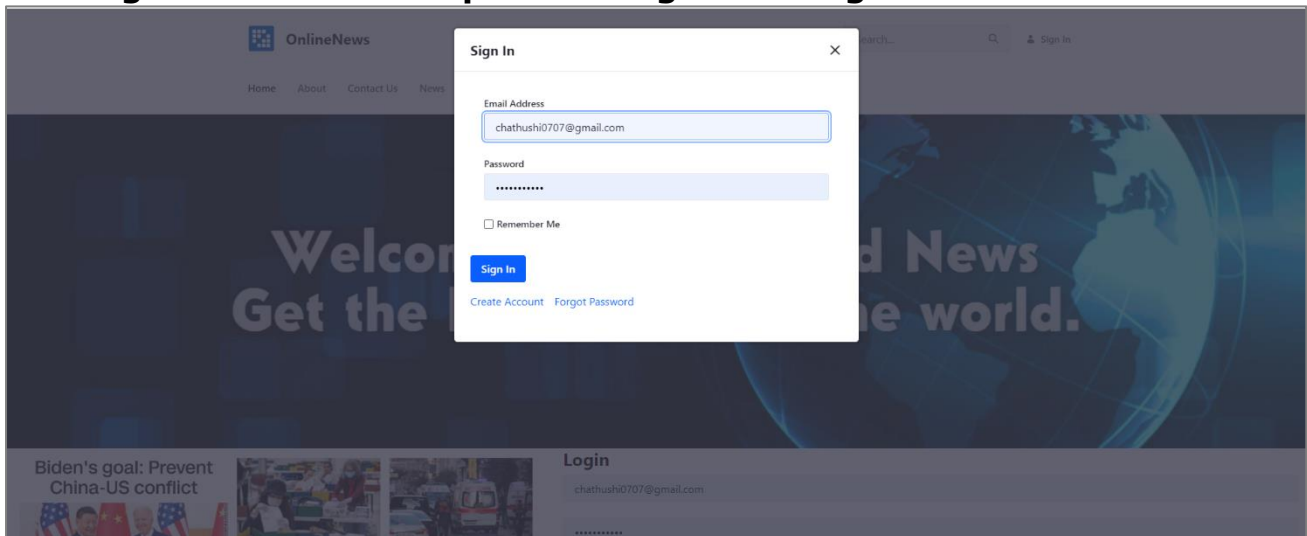 OnlineNews
Sign In
Sign In
Home About Contact Us News
Email Address
chathushi0707@gmail.com
Password
•••••••••••
Remember Me
Sign In
Create Account Forgot Password
News
Get the
world.
Biden's goal: Prevent
China-US conflict
Login
chathushi0707@gmail.com
•••••••••••